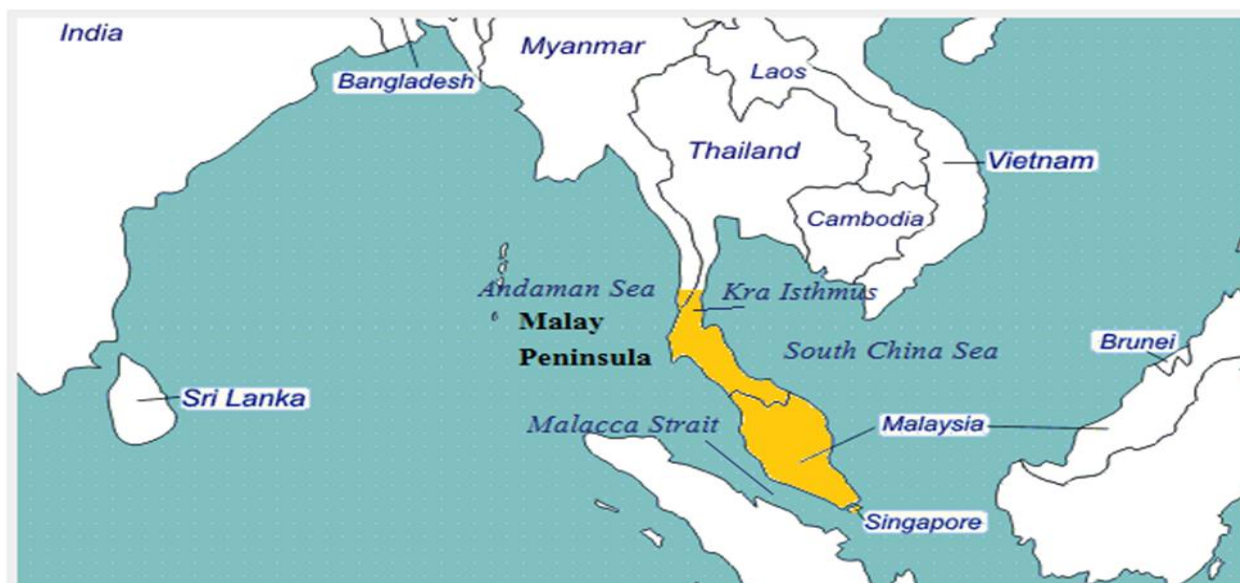 India
Myanmar
Bangladesh
Laos
Thailand
Vietnam
Cambodia
Andaman Sea
Kra Isthmus
Malay
Peninsula
South China Sea
Brunei
Sri Lanka
Malacca Strait
Malaysia
Singapore